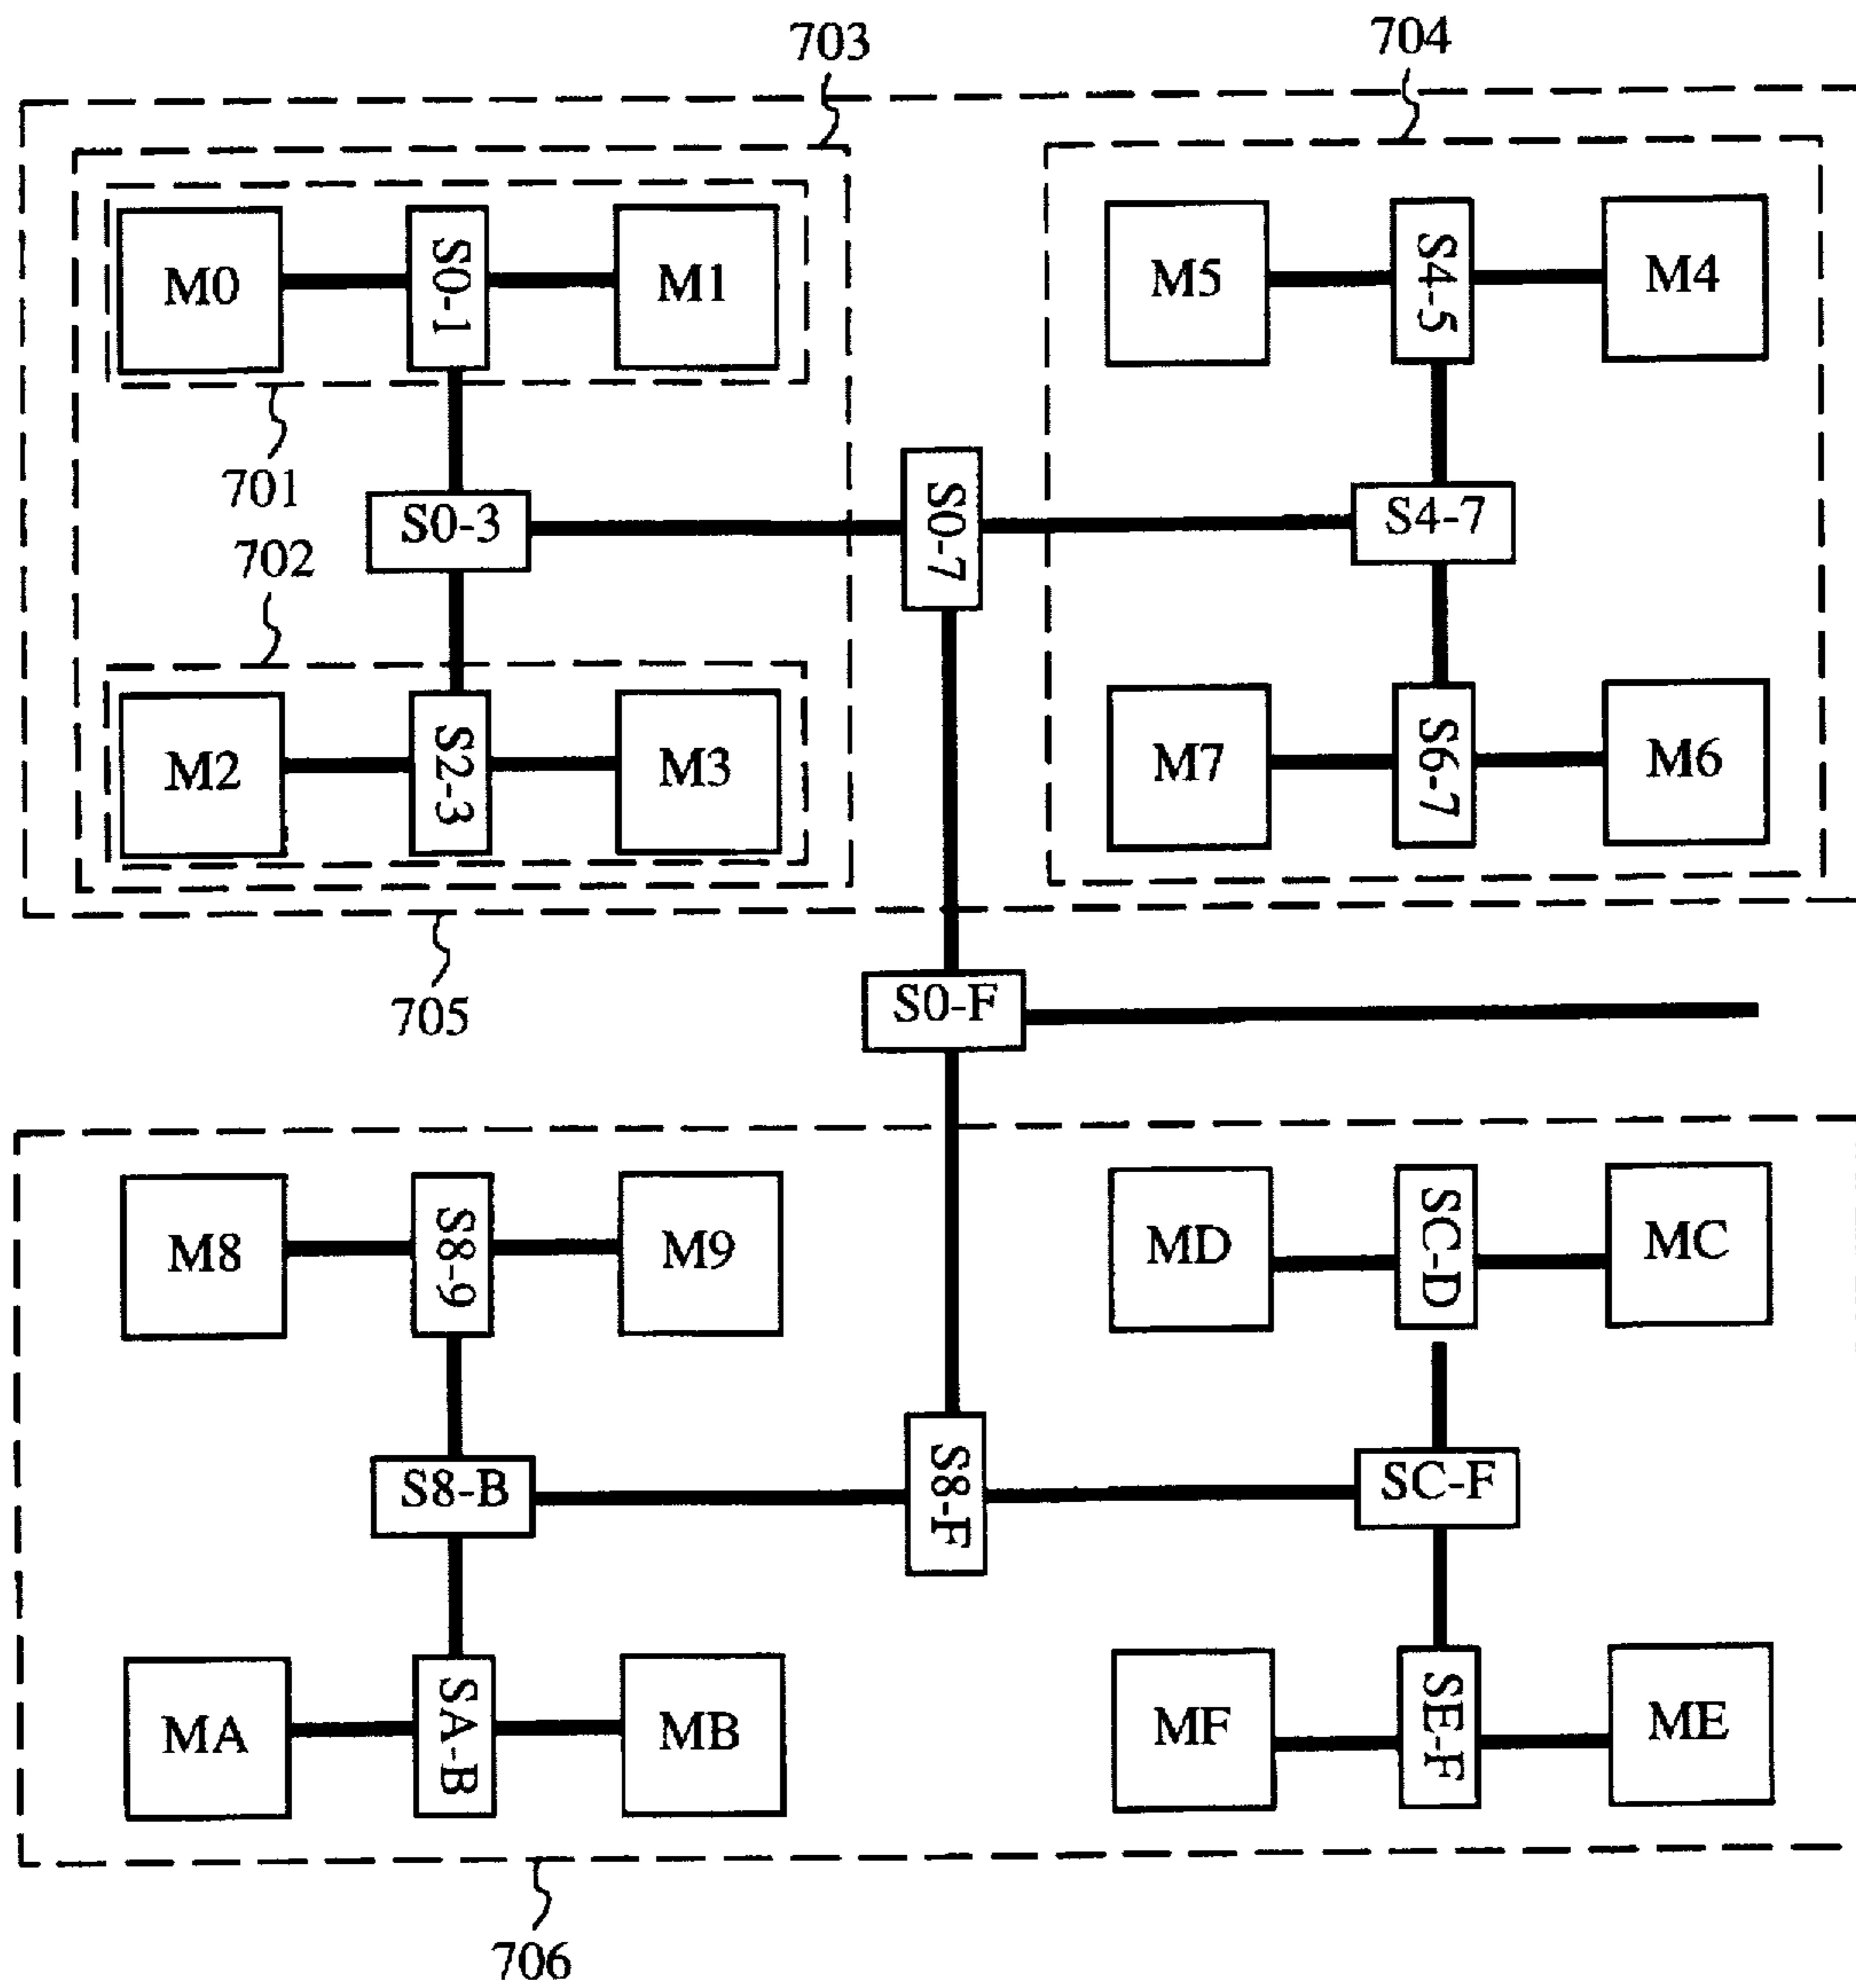 703
704
M0
S0-1
M1
M5
S4-5
M4
701
S0-3
S0-7
S4-7
702
M2
S2-3
M3
M7
S6-7
M6
705
S0-F
M8
S8-9
M9
MD
SC-D
MC
S8-B
S8-F
SC-F
MA
SA-B
MB
MF
SE-F
ME
706